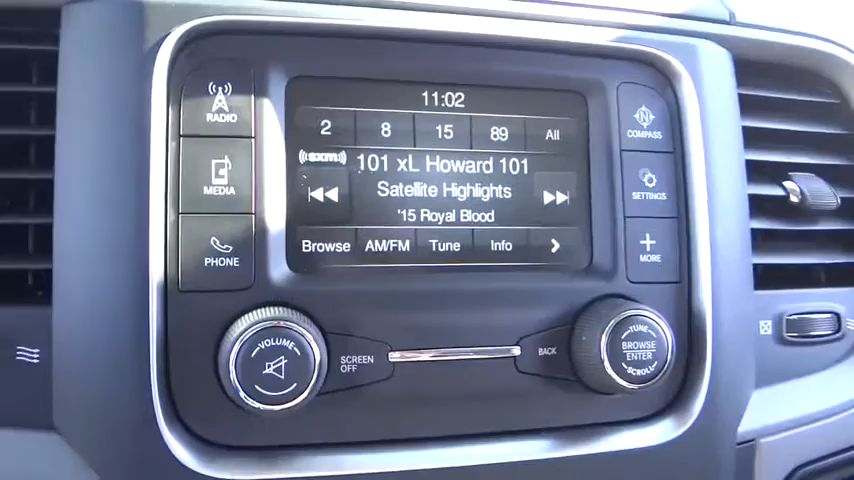 RADIO
MEDIA
PHONE
11:02
2 8 15 89 All
((SXM))
101 xL Howard 101
Satellite Highlights
'15 Royal Blood
Browse AM/FM Tune Info
N
COMPASS
SETTINGS
MORE
VOLUME
SCREEN
OFF
BACK
TUNE
BROWSE
ENTER
SCROLL